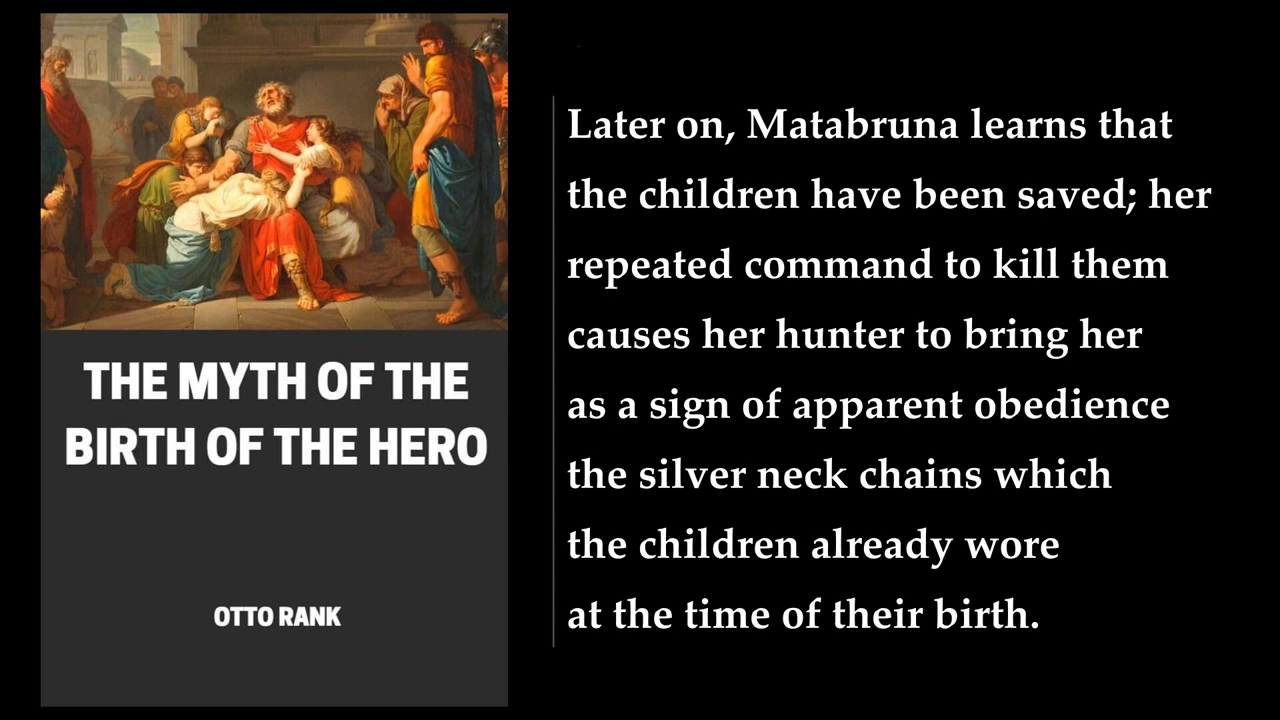 THE MYTH OF THE
BIRTH OF THE HERO
OTTO RANK
Later on, Matabruna learns that
the children have been saved; her
repeated command to kill them
causes her hunter to bring her
as a sign of apparent obedience
the silver neck chains which
the children already wore
at the time of their birth.